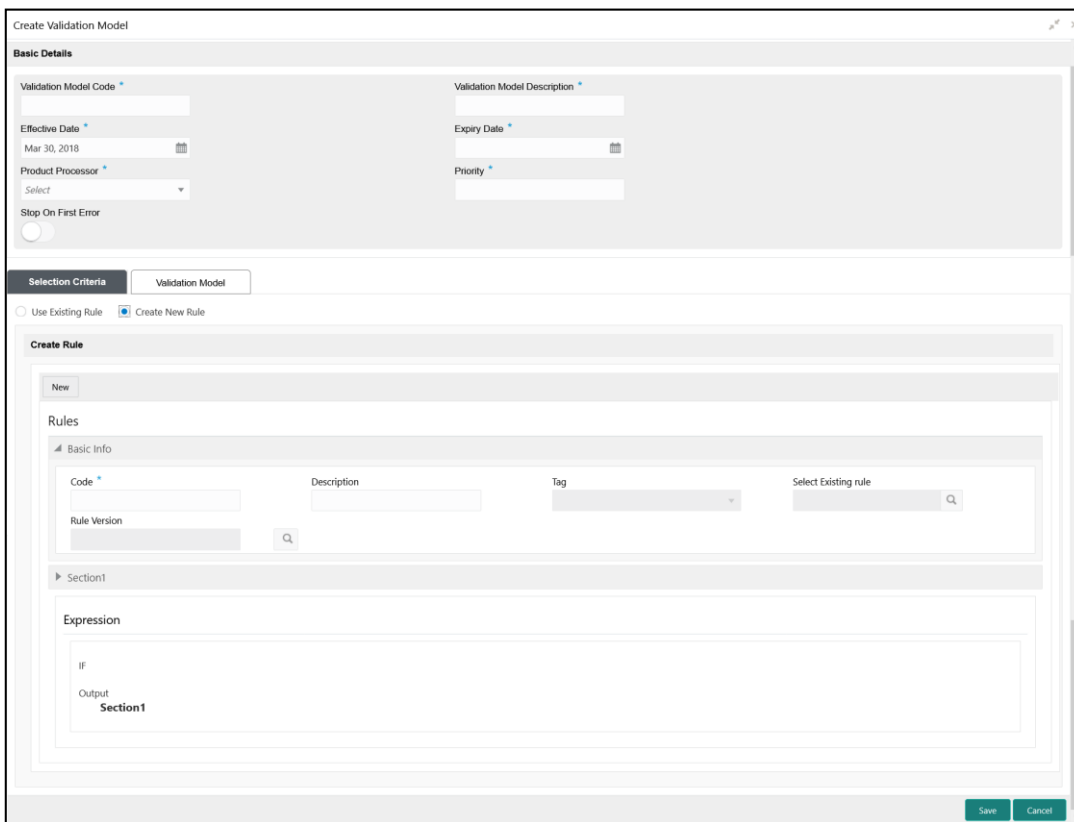 Create Validation Model
Basic Details
Validation Model Code *
Validation Model Description *
Effective Date *
Expiry Date *
Mar 30, 2018
Product Processor *
Priority *
Select
Stop On First Error
Selection Criteria
Validation Model
Use Existing Rule
Create New Rule
Create Rule
New
Rules
Basic Info
Code *
Description
Tag
Select Existing rule
Rule Version
Section1
Expression
IF
Output
Section1
Save
Cancel